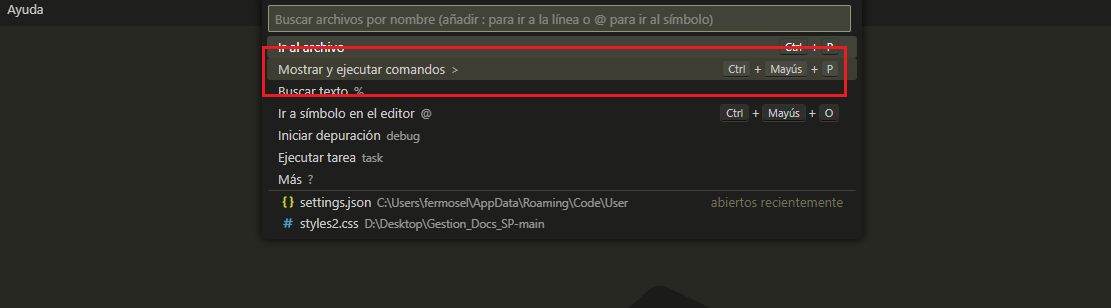 Ayuda
Buscar archivos por nombre (añadir : para ir a la línea o @ para ir al símbolo)
Ir al archivo Ctrl + P
Mostrar y ejecutar comandos > Ctrl + Mayús + P
Buscar texto %
Ir a símbolo en el editor @ Ctrl + Mayús + O
Iniciar depuración debug
Ejecutar tarea task
Más ?
{} settings.json C:\Users\fermosel\AppData\Roaming\Code\User abiertos recientemente
# styles2.css D:\Desktop\Gestion_Docs_SP-main